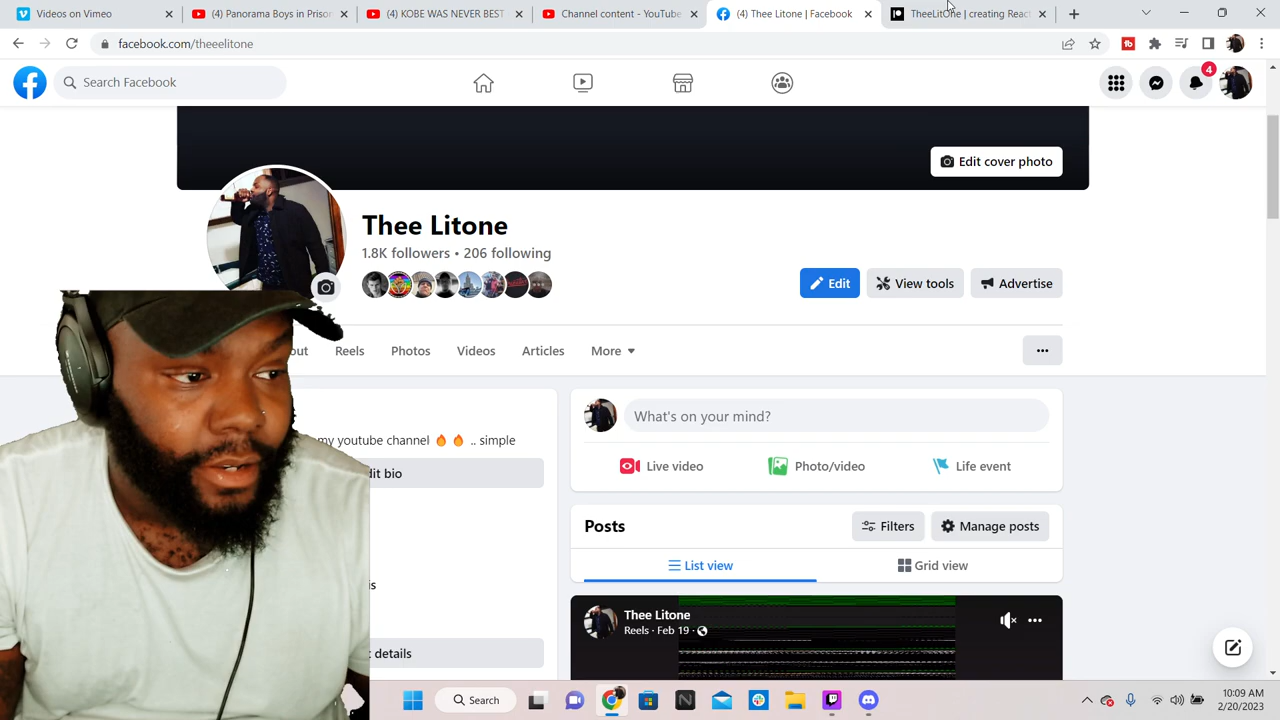 Videos on Vimeo
Paranma Boys in Prison
(4) KOBE WAS THE BEST
Channel content - YouTube
(4) Thee Litone | Facebook
TheeLitOne | creating React
facebook.com/theeelitone
Search Facebook
4
Edit cover photo
Thee Litone
1.8K followers • 206 following
Edit
View tools
Advertise
out
Reels
Photos
Videos
Articles
More
What's on your mind?
my youtube channel 🔥 🔥 .. simple
dit bio
Live video
Photo/video
Life event
Posts
Filters
Manage posts
List view
Grid view
is
Thee Litone
Reels · Feb 19 ·
t details
Search
10:09 AM
2/20/2023